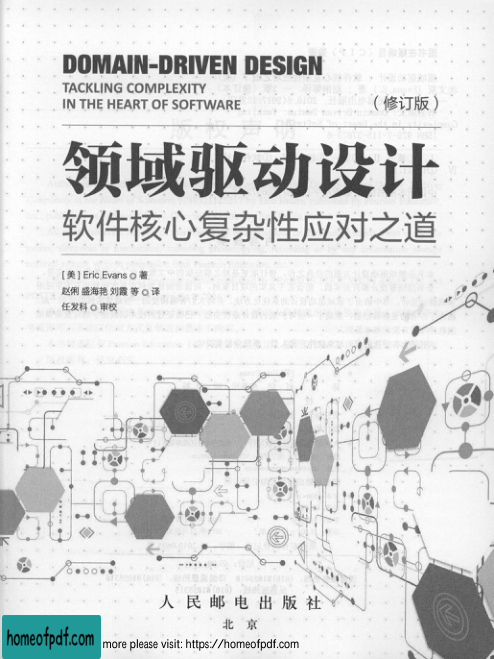 DOMAIN-DRIVEN DESIGN
TACKLING COMPLEXITY
IN THE HEART OF SOFTWARE
（修订版）
领域驱动设计
软件核心复杂性应对之道
[美] Eric Evans 著
赵俐 盛海艳 刘霞 等 译
任发科 审校
人民邮电出版社
北京
homeofpdf.com
more please visit: https://homeofpdf.com